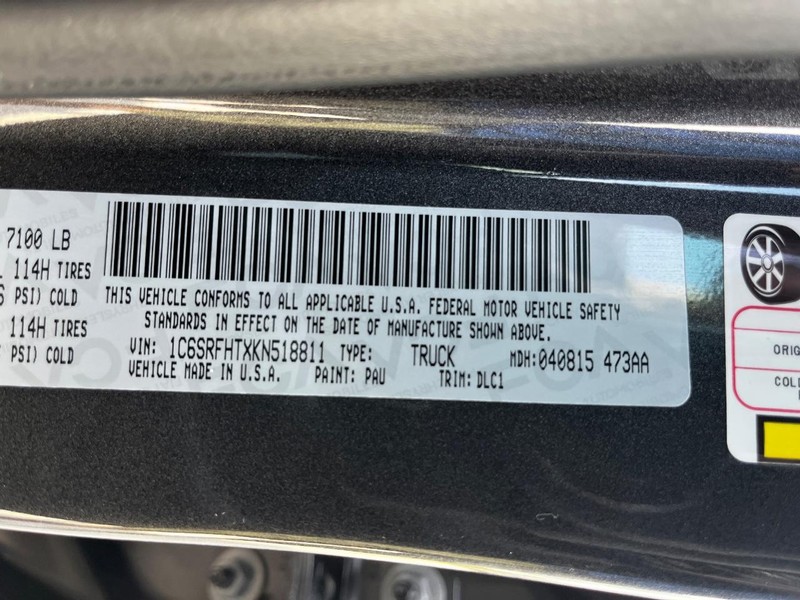 7100 LB
114H TIRES
PSI) COLD
114H TIRES
PSI) COLD
THIS VEHICLE CONFORMS TO ALL APPLICABLE U.S.A. FEDERAL MOTOR VEHICLE SAFETY
STANDARDS IN EFFECT ON THE DATE OF MANUFACTURE SHOWN ABOVE.
VIN: 1C6SRFHTXKN518811 TYPE: TRUCK MDH:040815 473AA
VEHICLE MADE IN U.S.A. PAINT: PAU TRIM: DLC1
ORIG
COLD